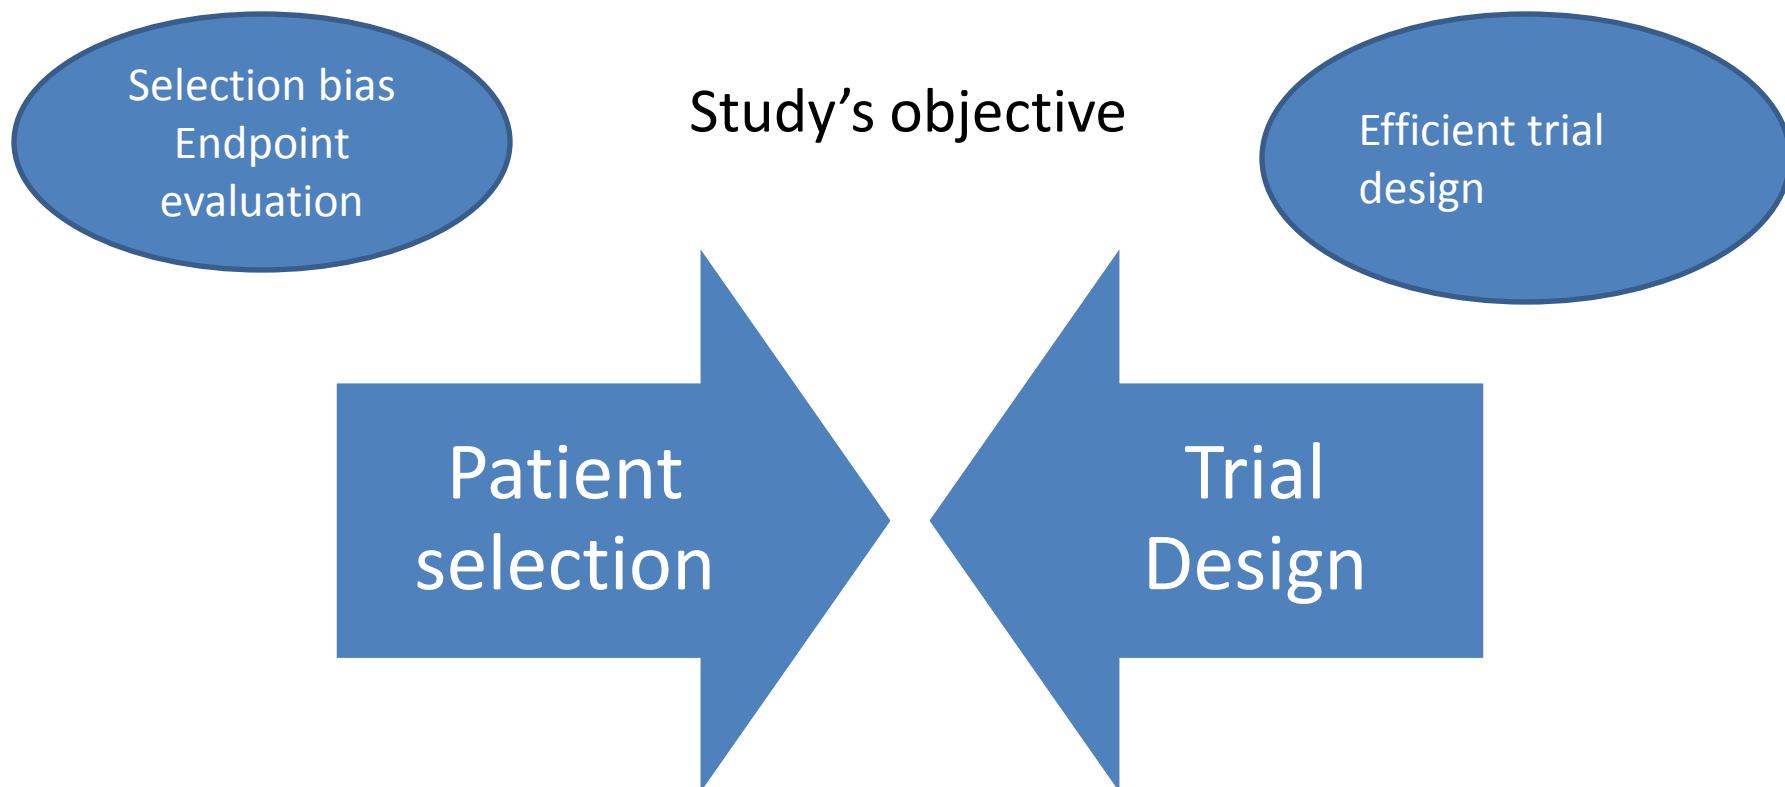 Selection bias
Endpoint
evaluation
Study’s objective
Efficient trial
design
Patient
selection
Trial
Design